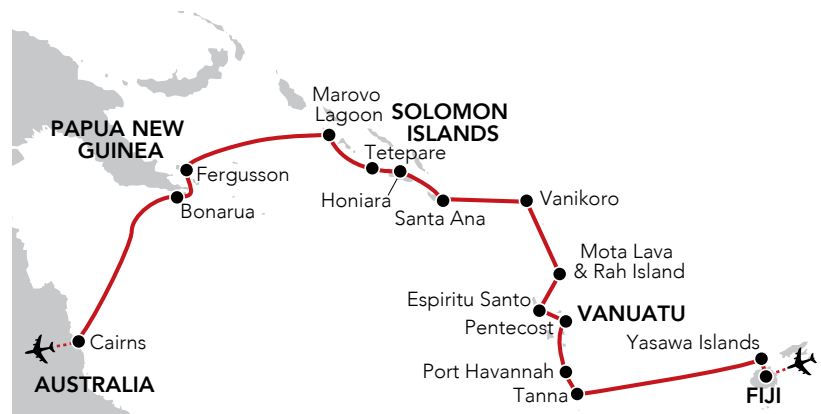 Marovo
Lagoon
SOLOMON
ISLANDS
PAPUA NEW
GUINEA
Tetepare
Fergusson
Honiara
Bonarua
Santa Ana
Vanikoro
Mota Lava
& Rah Island
Espiritu Santo
Pentecost
VANUATU
Cairns
Yasawa Islands
Port Havannah
AUSTRALIA
Tanna
FIJI